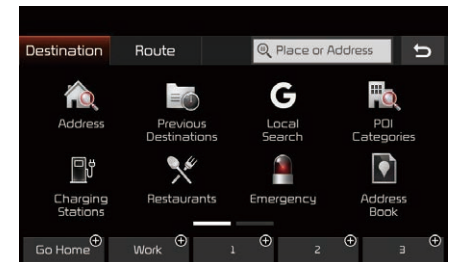 Destination Route Place or Address
Address Previous Destinations G Local Search POI Categories
Charging Stations Restaurants Emergency Address Book
Go Home Work 1 2 3